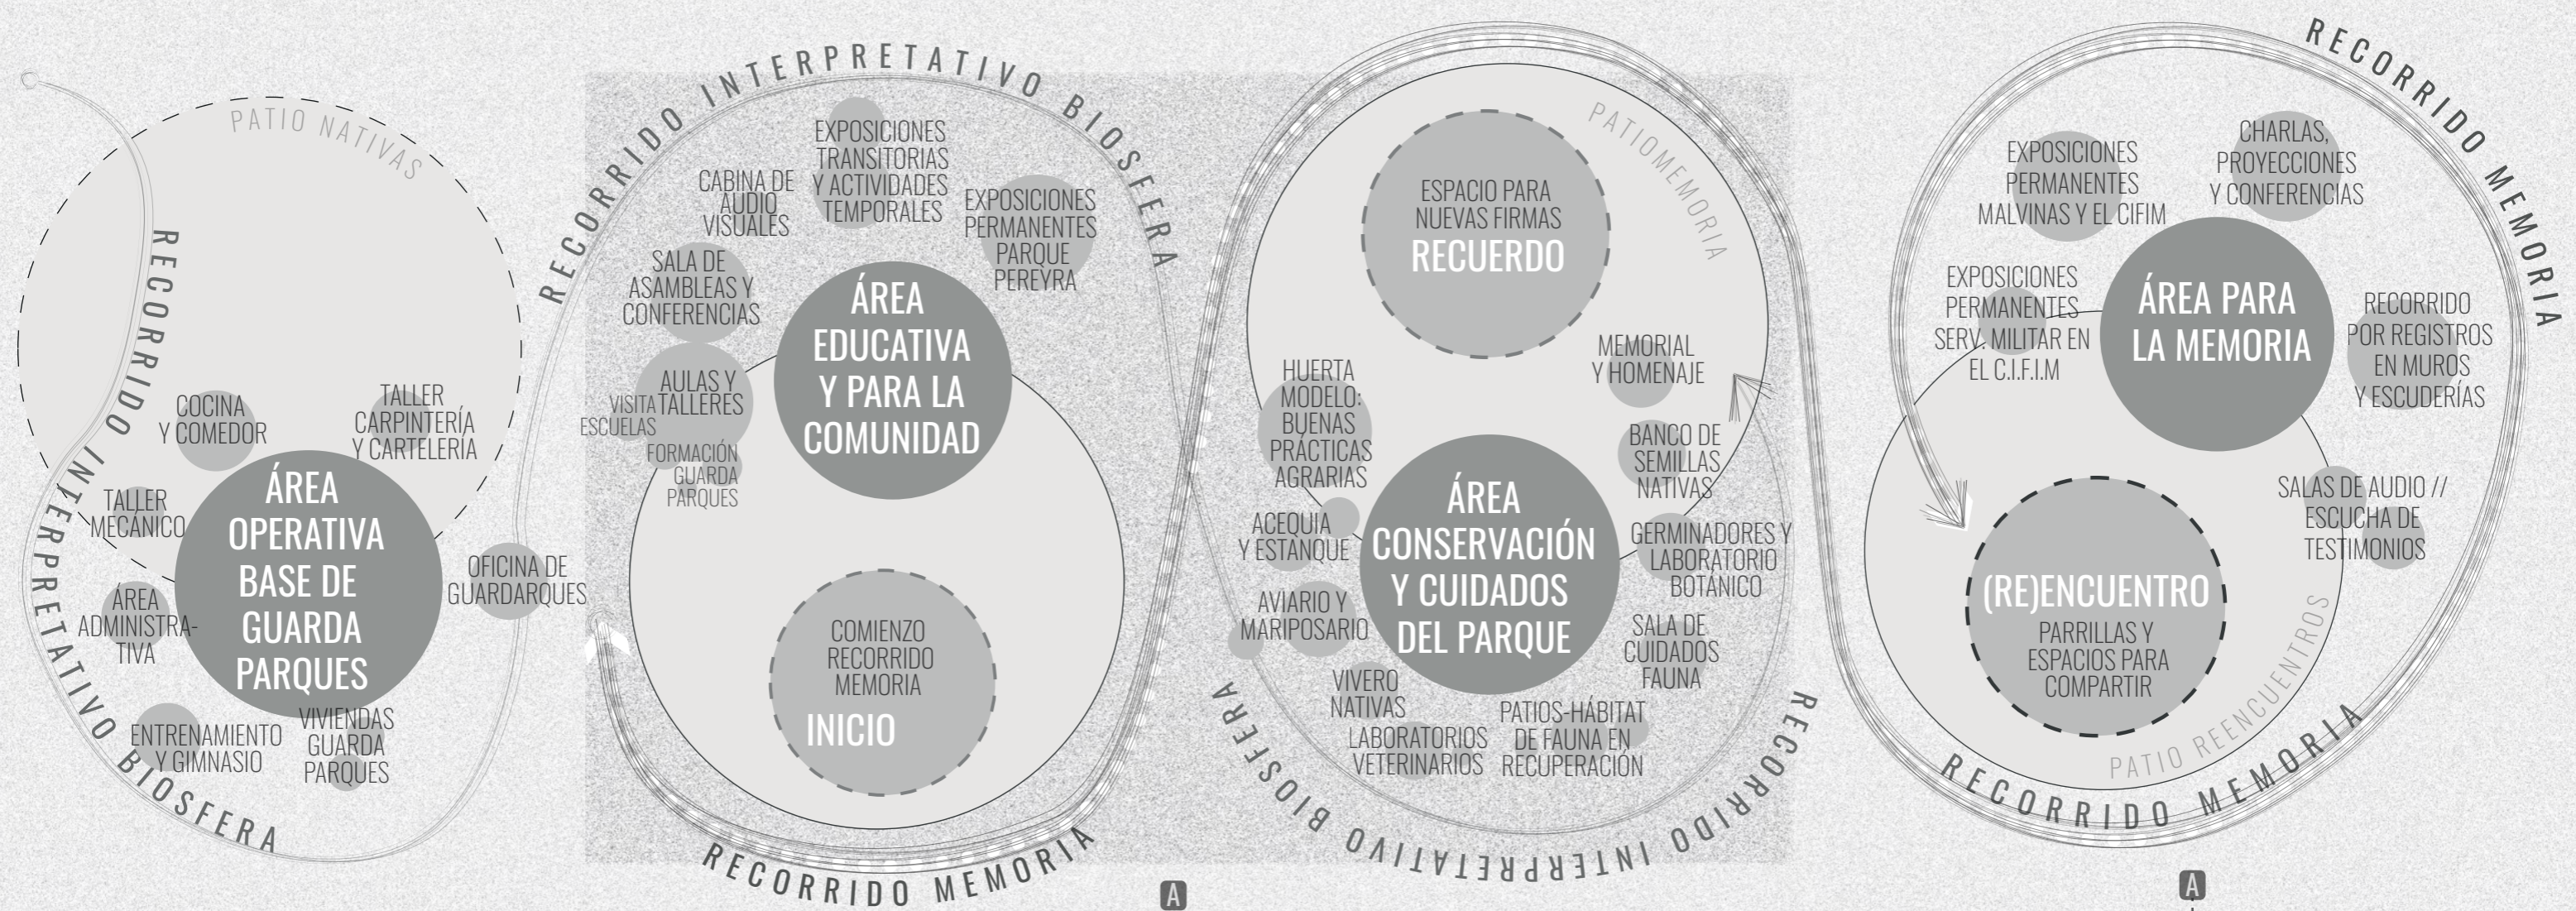 PATIO NATIVAS
RECORRIDO INTERPRETATIVO BIOSFERA
COCINA
Y COMEDOR
TALLER
CARPINTERÍA
Y CARTELERÍA
TALLER
MECÁNICO
ÁREA
OPERATIVA
BASE DE
GUARDA
PARQUES
ÁREA
ADMINISTRA-
TIVA
OFICINA DE
GUARDARQUES
ENTRENAMIENTO
Y GIMNASIO
VIVIENDAS
GUARDA
PARQUES
RECORRIDO INTERPRETATIVO BIOSFERA
EXPOSICIONES
TRANSITORIAS
Y ACTIVIDADES
TEMPORALES
CABINA DE
AUDIO
VISUALES
EXPOSICIONES
PERMANENTES
PARQUE
PEREYRA
SALA DE
ASAMBLEAS Y
CONFERENCIAS
AULAS Y
TALLERES
VISITA
ESCUELAS
FORMACIÓN
GUARDA
PARQUES
ÁREA
EDUCATIVA
Y PARA LA
COMUNIDAD
COMIENZO
RECORRIDO
MEMORIA
INICIO
RECORRIDO MEMORIA
A
PATIOMEMORIA
ESPACIO PARA
NUEVAS FIRMAS
RECUERDO
MEMORIAL
Y HOMENAJE
HUERTA
MODELO:
BUENAS
PRÁCTICAS
AGRARIAS
BANCO DE
SEMILLAS
NATIVAS
ACEQUIA
Y ESTANQUE
ÁREA
CONSERVACIÓN
Y CUIDADOS
DEL PARQUE
GERMINADORES Y
LABORATORIO
BOTÁNICO
AVIARIO Y
MARIPOSARIO
SALA DE
CUIDADOS
FAUNA
VIVERO
NATIVAS
LABORATORIOS
VETERINARIOS
PATIOS-HÁBITAT
DE FAUNA EN
RECUPERACIÓN
RECORRIDO INTERPRETATIVO BIOSFERA
RECORRIDO MEMORIA
EXPOSICIONES
PERMANENTES
MALVINAS Y EL CIFIM
CHARLAS,
PROYECCIONES
Y CONFERENCIAS
EXPOSICIONES
PERMANENTES
SERV. MILITAR EN
EL C.I.F.I.M
ÁREA PARA
LA MEMORIA
RECORRIDO
POR REGISTROS
EN MUROS
Y ESCUDERÍAS
SALAS DE AUDIO //
ESCUCHA DE
TESTIMONIOS
(RE)ENCUENTRO
PARRILLAS Y
ESPACIOS PARA
COMPARTIR
PATIO REENCUENTROS
RECORRIDO MEMORIA
A